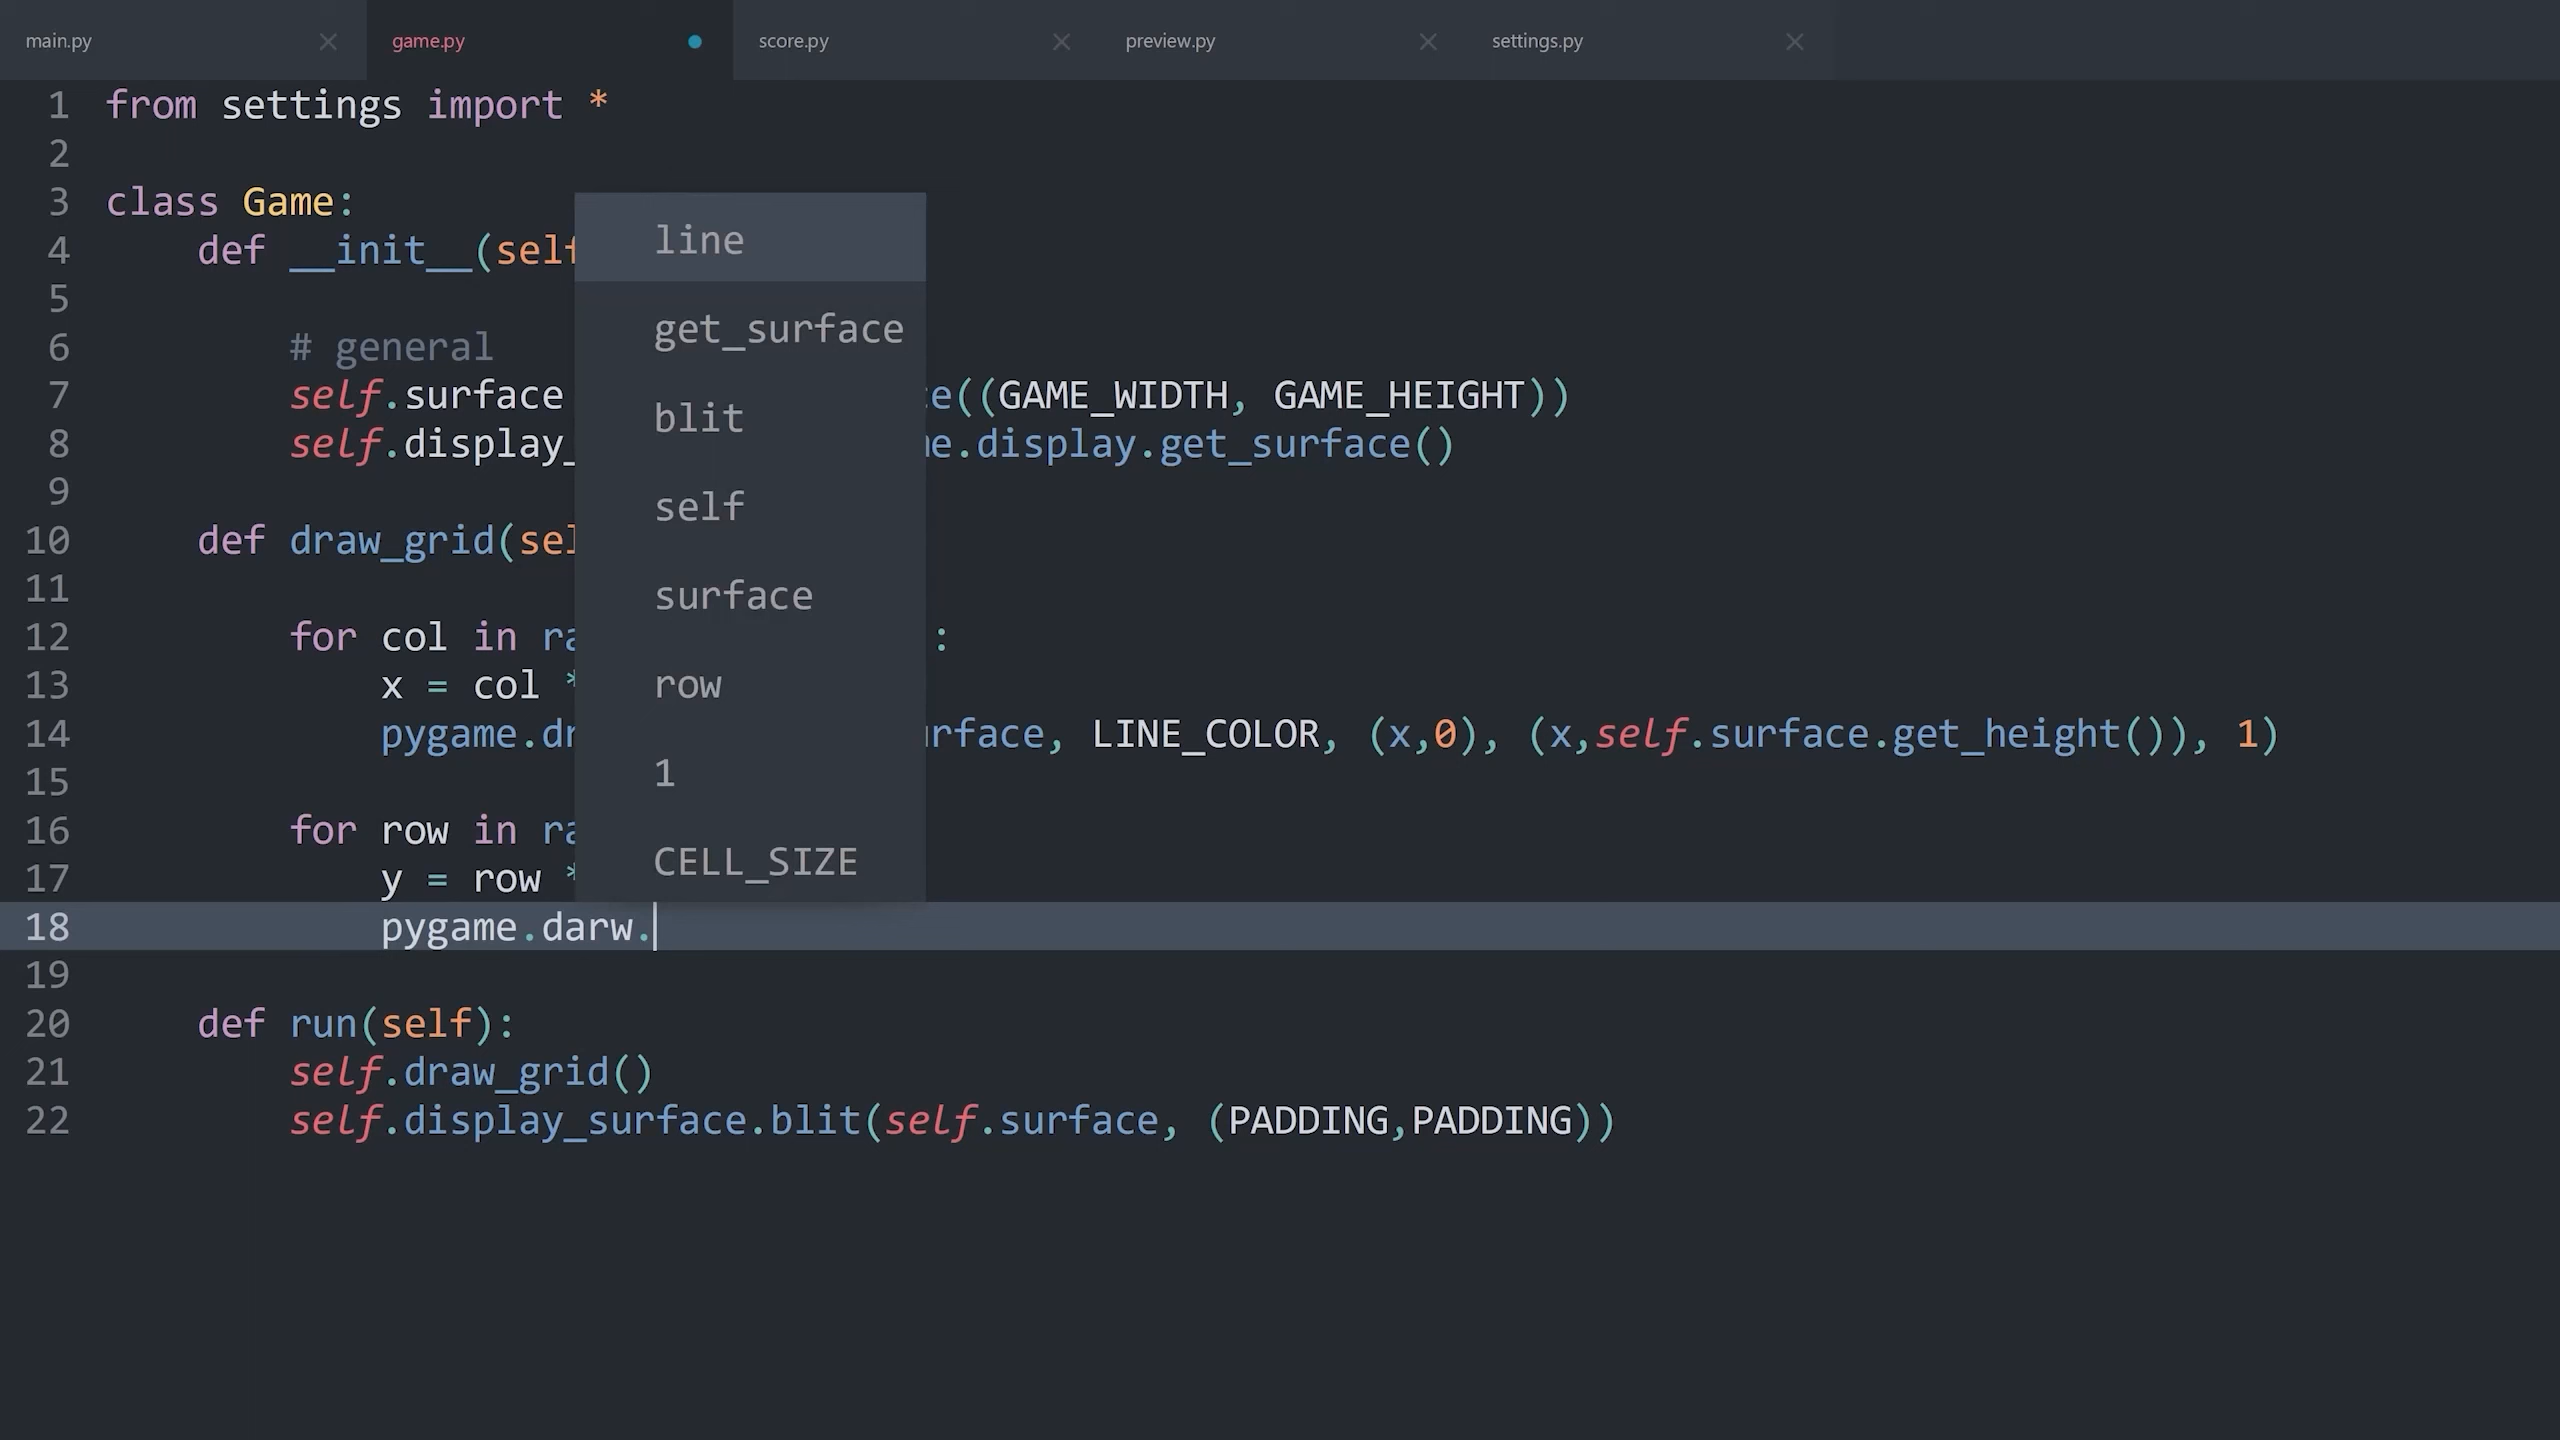 main.py game.py score.py preview.py settings.py
1 from settings import *
2
3 class Game:
4 def __init__(self
5
6 # general
7 self.surface e((GAME_WIDTH, GAME_HEIGHT))
8 self.display_ e.display.get_surface()
9
10 def draw_grid(sel
11
12 for col in ra :
13 x = col *
14 pygame.dr rface, LINE_COLOR, (x,0), (x,self.surface.get_height()), 1)
15
16 for row in ra
17 y = row *
18 pygame.darw.
19
20 def run(self):
21 self.draw_grid()
22 self.display_surface.blit(self.surface, (PADDING,PADDING))
line
get_surface
blit
self
surface
row
1
CELL_SIZE